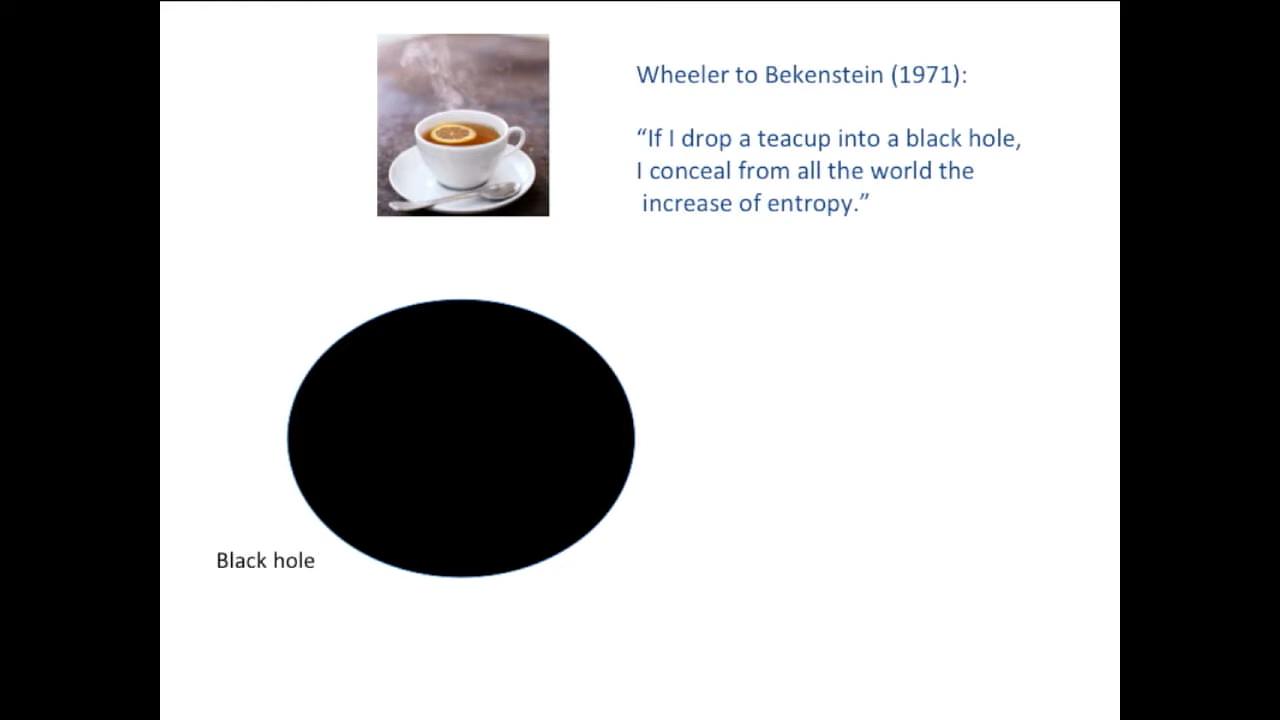 Wheeler to Bekenstein (1971):
“If I drop a teacup into a black hole,
I conceal from all the world the
increase of entropy.”
Black hole